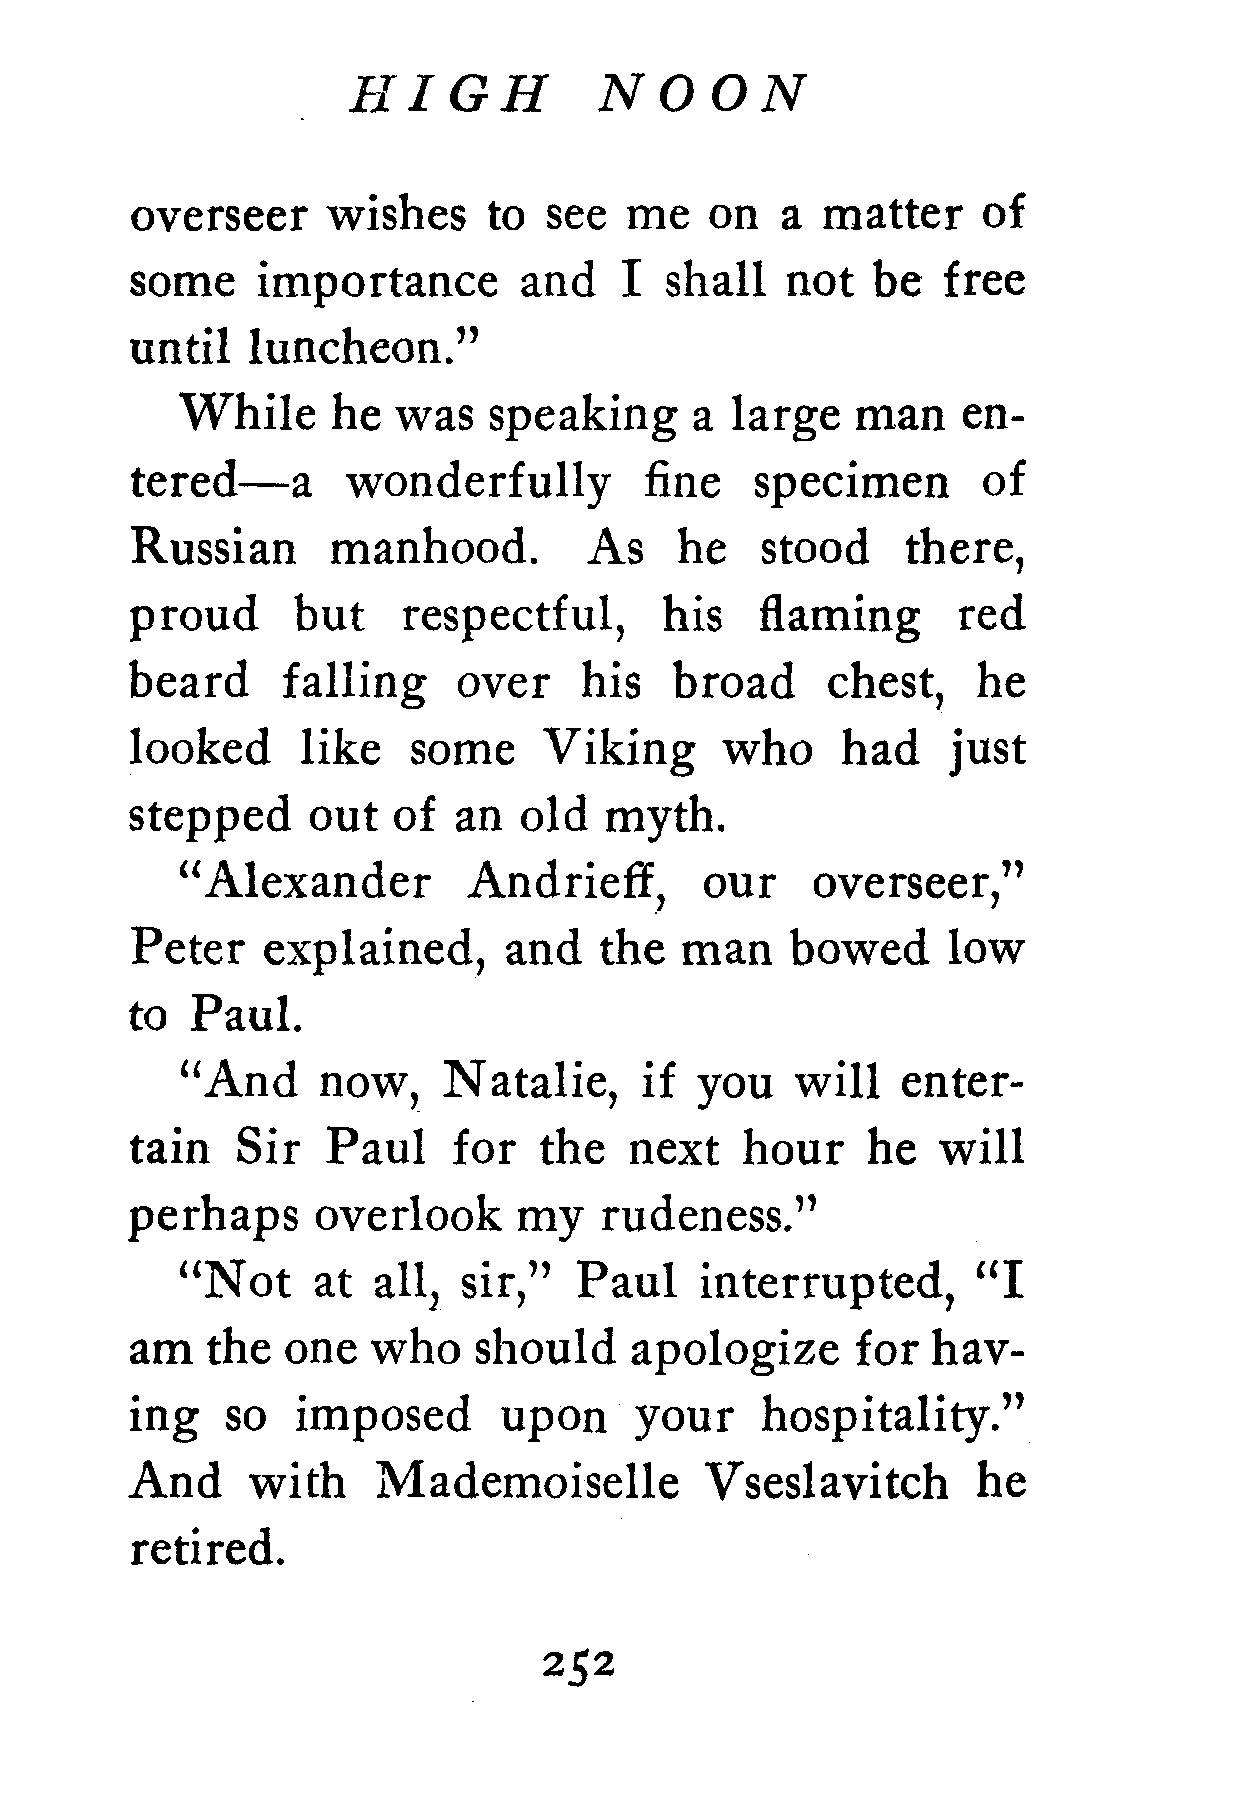 HIGH NOON
overseer wishes to see me on a matter of
some importance and I shall not be free
until luncheon."
While he was speaking a large man en-
tered—a wonderfully fine specimen of
Russian manhood. As he stood there,
proud but respectful, his flaming red
beard falling over his broad chest, he
looked like some Viking who had just
stepped out of an old myth.
"Alexander Andrieff, our overseer,"
Peter explained, and the man bowed low
to Paul.
"And now, Natalie, if you will enter-
tain Sir Paul for the next hour he will
perhaps overlook my rudeness."
"Not at all, sir," Paul interrupted, "I
am the one who should apologize for hav-
ing so imposed upon your hospitality."
And with Mademoiselle Vseslavitch he
retired.
252